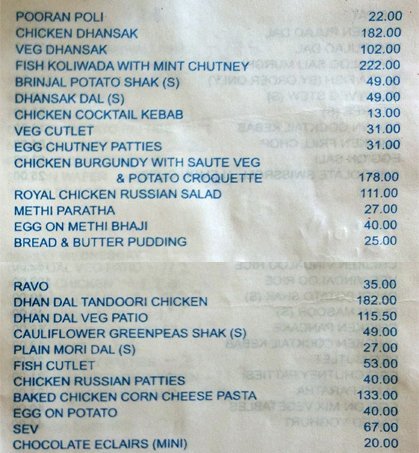 POORAN POLI 22.00
CHICKEN DHANSAK 182.00
VEG DHANSAK 102.00
FISH KOLIWADA WITH MINT CHUTNEY 222.00
BRINJAL POTATO SHAK (S) 49.00
DHANSAK DAL (S) 49.00
CHICKEN COCKTAIL KEBAB 13.00
VEG CUTLET 31.00
EGG CHUTNEY PATTIES 31.00
CHICKEN BURGUNDY WITH SAUTE VEG
& POTATO CROQUETTE 178.00
ROYAL CHICKEN RUSSIAN SALAD 111.00
METHI PARATHA 27.00
EGG ON METHI BHAJI 40.00
BREAD & BUTTER PUDDING 25.00
RAVO 35.00
DHAN DAL TANDOORI CHICKEN 182.00
DHAN DAL VEG PATIO 115.50
CAULIFLOWER GREENPEAS SHAK (S) 49.00
PLAIN MORI DAL (S) 27.00
FISH CUTLET 53.00
CHICKEN RUSSIAN PATTIES 40.00
BAKED CHICKEN CORN CHEESE PASTA 133.00
EGG ON POTATO 40.00
SEV 67.00
CHOCOLATE ECLAIRS (MINI) 20.00